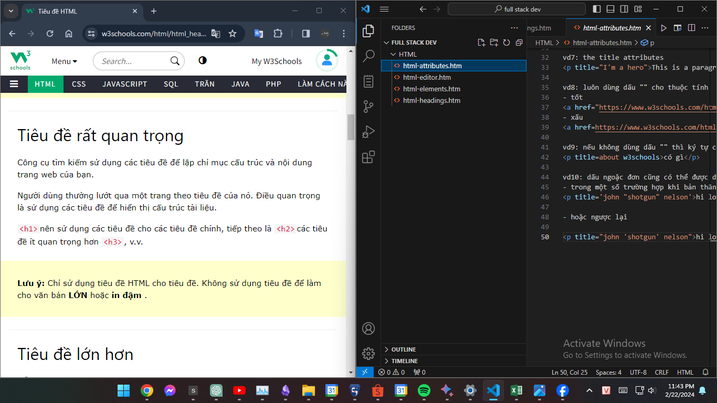 Tiêu đề HTML
w3schools.com/html/html_hea...
W3 schools
Menu
Search...
My W3Schools
HTML CSS JAVASCRIPT SQL TRĂN JAVA PHP LÀM CÁCH NÀ
Tiêu đề rất quan trọng
Công cụ tìm kiếm sử dụng các tiêu đề để lập chỉ mục cấu trúc và nội dung
trang web của bạn.
Người dùng thường lướt qua một trang theo tiêu đề của nó. Điều quan trọng
là sử dụng các tiêu đề để hiển thị cấu trúc tài liệu.
<h1> nên sử dụng các tiêu đề cho các tiêu đề chính, tiếp theo là <h2> các tiêu
đề ít quan trọng hơn <h3> , v.v.
Lưu ý: Chỉ sử dụng tiêu đề HTML cho tiêu đề. Không sử dụng tiêu đề để làm
cho văn bản LỚN hoặc in đậm .
Tiêu đề lớn hơn
full stack dev
FOLDERS
FULL STACK DEV
HTML
html-attributes.htm
html-editor.htm
html-elements.htm
html-headings.htm
OUTLINE
TIMELINE
ngs.htm
html-attributes.htm
HTML > html-attributes.htm > p
32 vd7: the title attributes
33 <p title="I'm a hero">This is a paragr
34
35 vd8: luôn dùng dấu "" cho thuộc tính
36 - tốt
37 <a href="https://www.w3schools.com/htm
38 - xấu
39 <a href=https://www.w3schools.com/html
40
41 vd9: nếu không dùng dấu "" thì ký tự c
42 <p title=about w3schools>có gì</p>
43
44 vd10: dấu ngoặc đơn cũng có thể được d
45 - trong một số trường hợp khi bản thân
46 <p title='john "shotgun" nelson'>hi lo
47
48 - hoặc ngược lại
49
50 <p title="john 'shotgun' nelson">hi lo
Activate Windows
Go to Settings to activate Windows.
0 0 0
Ln 50, Col 25 Spaces: 4 UTF-8 CRLF HTML
11:43 PM
2/22/2024